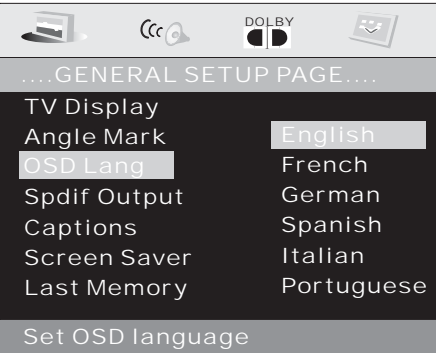 DOLBY
....GENERAL SETUP PAGE....
TV Display
Angle Mark
OSD Lang
Spdif Output
Captions
Screen Saver
Last Memory
English
French
German
Spanish
Italian
Portuguese
Set OSD language